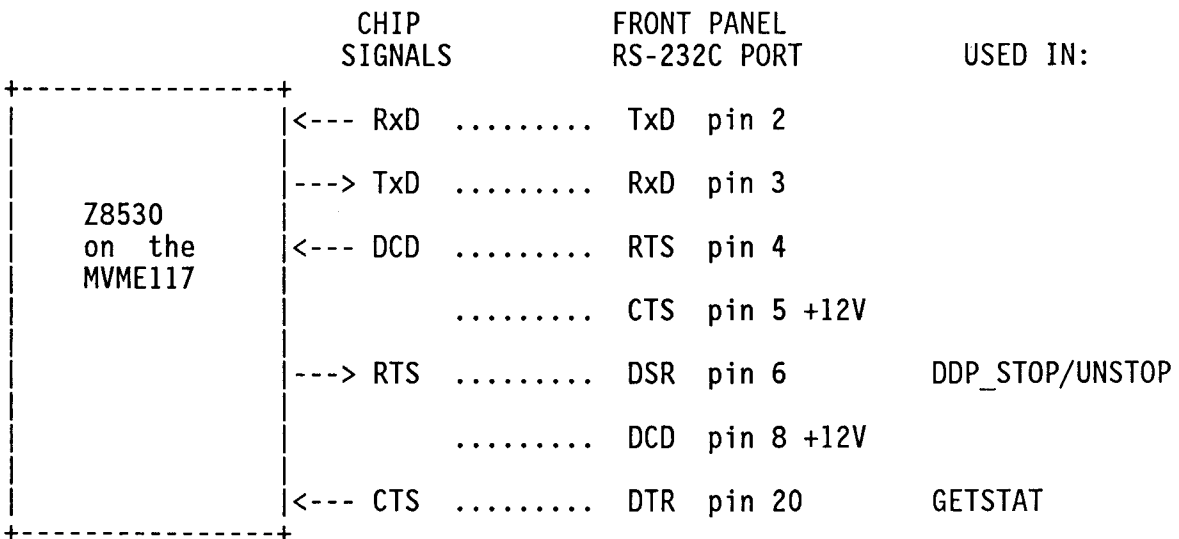 CHIP FRONT PANEL
SIGNALS RS-232C PORT USED IN:
<--- RxD ......... TxD pin 2
---> TxD ......... RxD pin 3
Z8530
on the <--- DCD ......... RTS pin 4
MVME117
......... CTS pin 5 +12V
---> RTS ......... DSR pin 6 DDP_STOP/UNSTOP
......... DCD pin 8 +12V
<--- CTS ......... DTR pin 20 GETSTAT